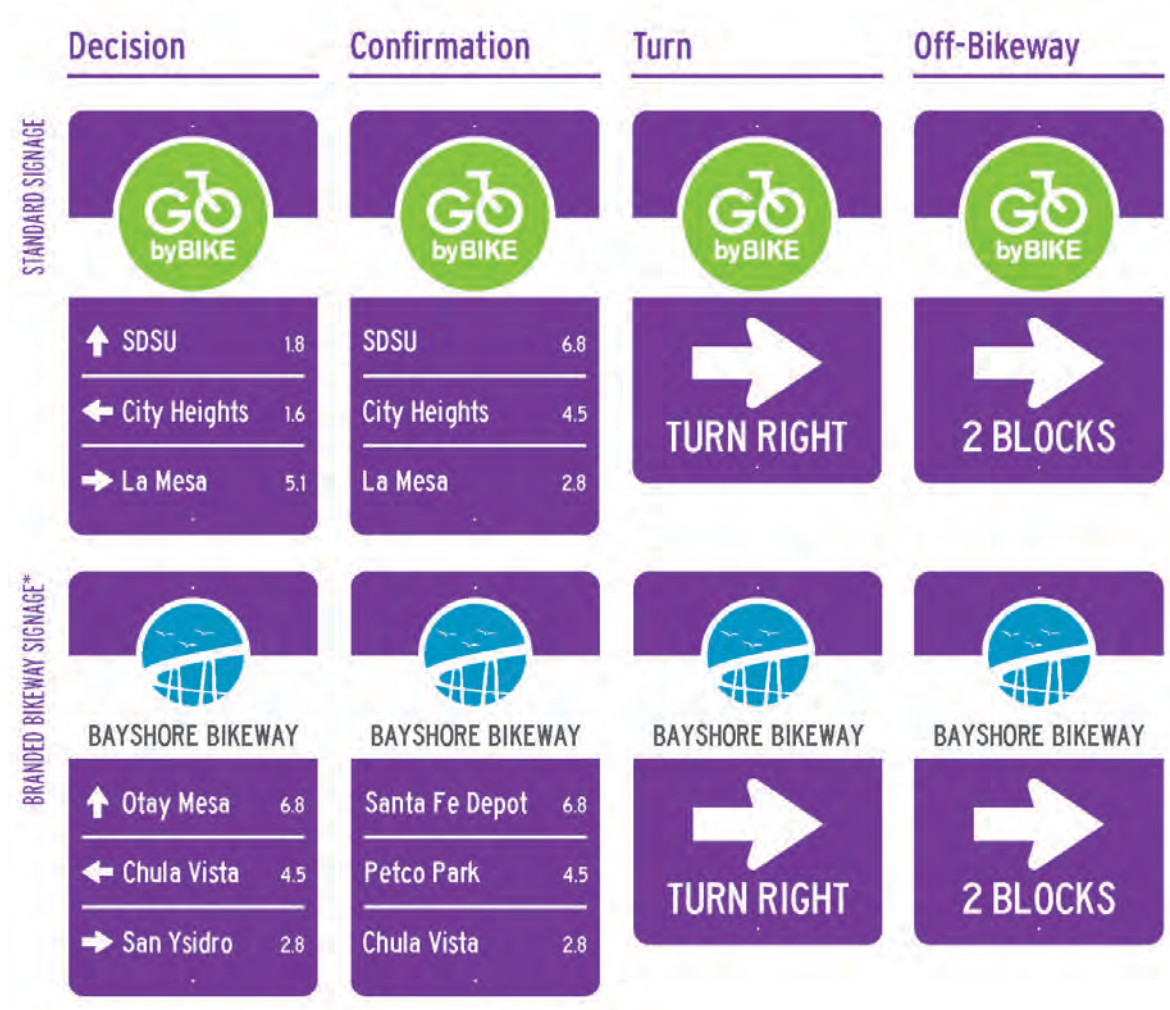 Decision Confirmation Turn Off-Bikeway
STANDARD SIGNAGE
GO
byBIKE
SDSU 1.8
City Heights 1.6
La Mesa 5.1
GO
byBIKE
SDSU 6.8
City Heights 4.5
La Mesa 2.8
GO
byBIKE
TURN RIGHT
GO
byBIKE
2 BLOCKS
BRANDED BIKEWAY SIGNAGE*
BAYSHORE BIKEWAY
Otay Mesa 6.8
Chula Vista 4.5
San Ysidro 2.8
BAYSHORE BIKEWAY
Santa Fe Depot 6.8
Petco Park 4.5
Chula Vista 2.8
BAYSHORE BIKEWAY
TURN RIGHT
BAYSHORE BIKEWAY
2 BLOCKS